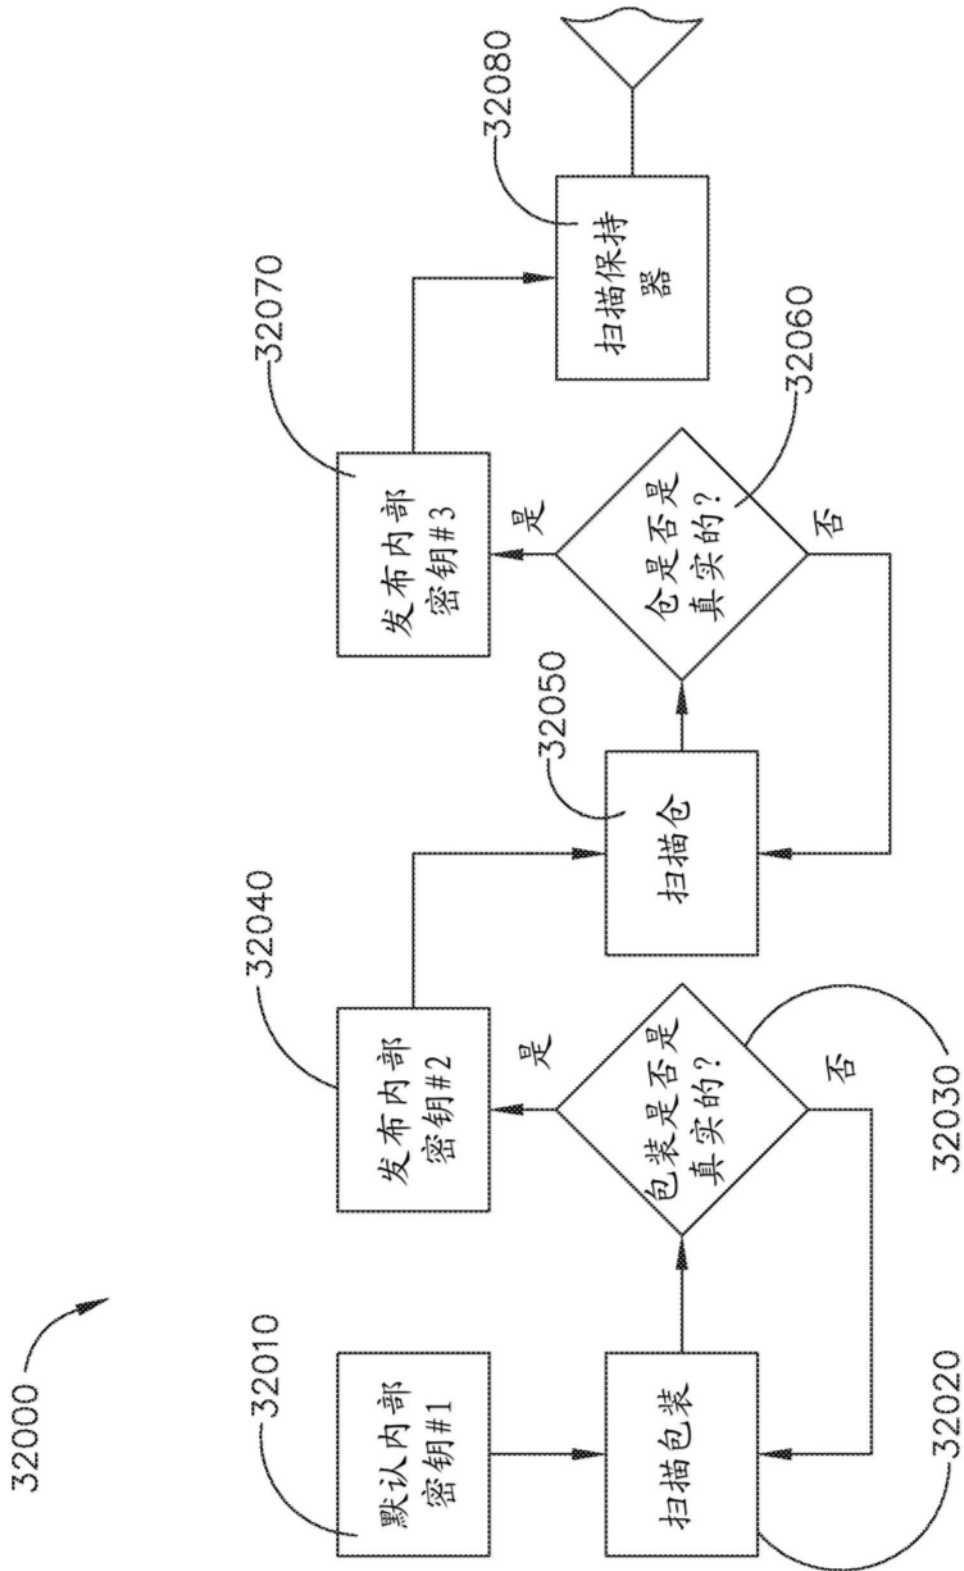 32000
32010
默认内部
密钥#1
扫描包装
32020
包装是否是
真实的?
32030
是
否
32040
发布内部
密钥#2
扫描仓
32050
仓是否是
真实的?
32060
是
否
32070
发布内部
密钥#3
扫描保持
器
32080